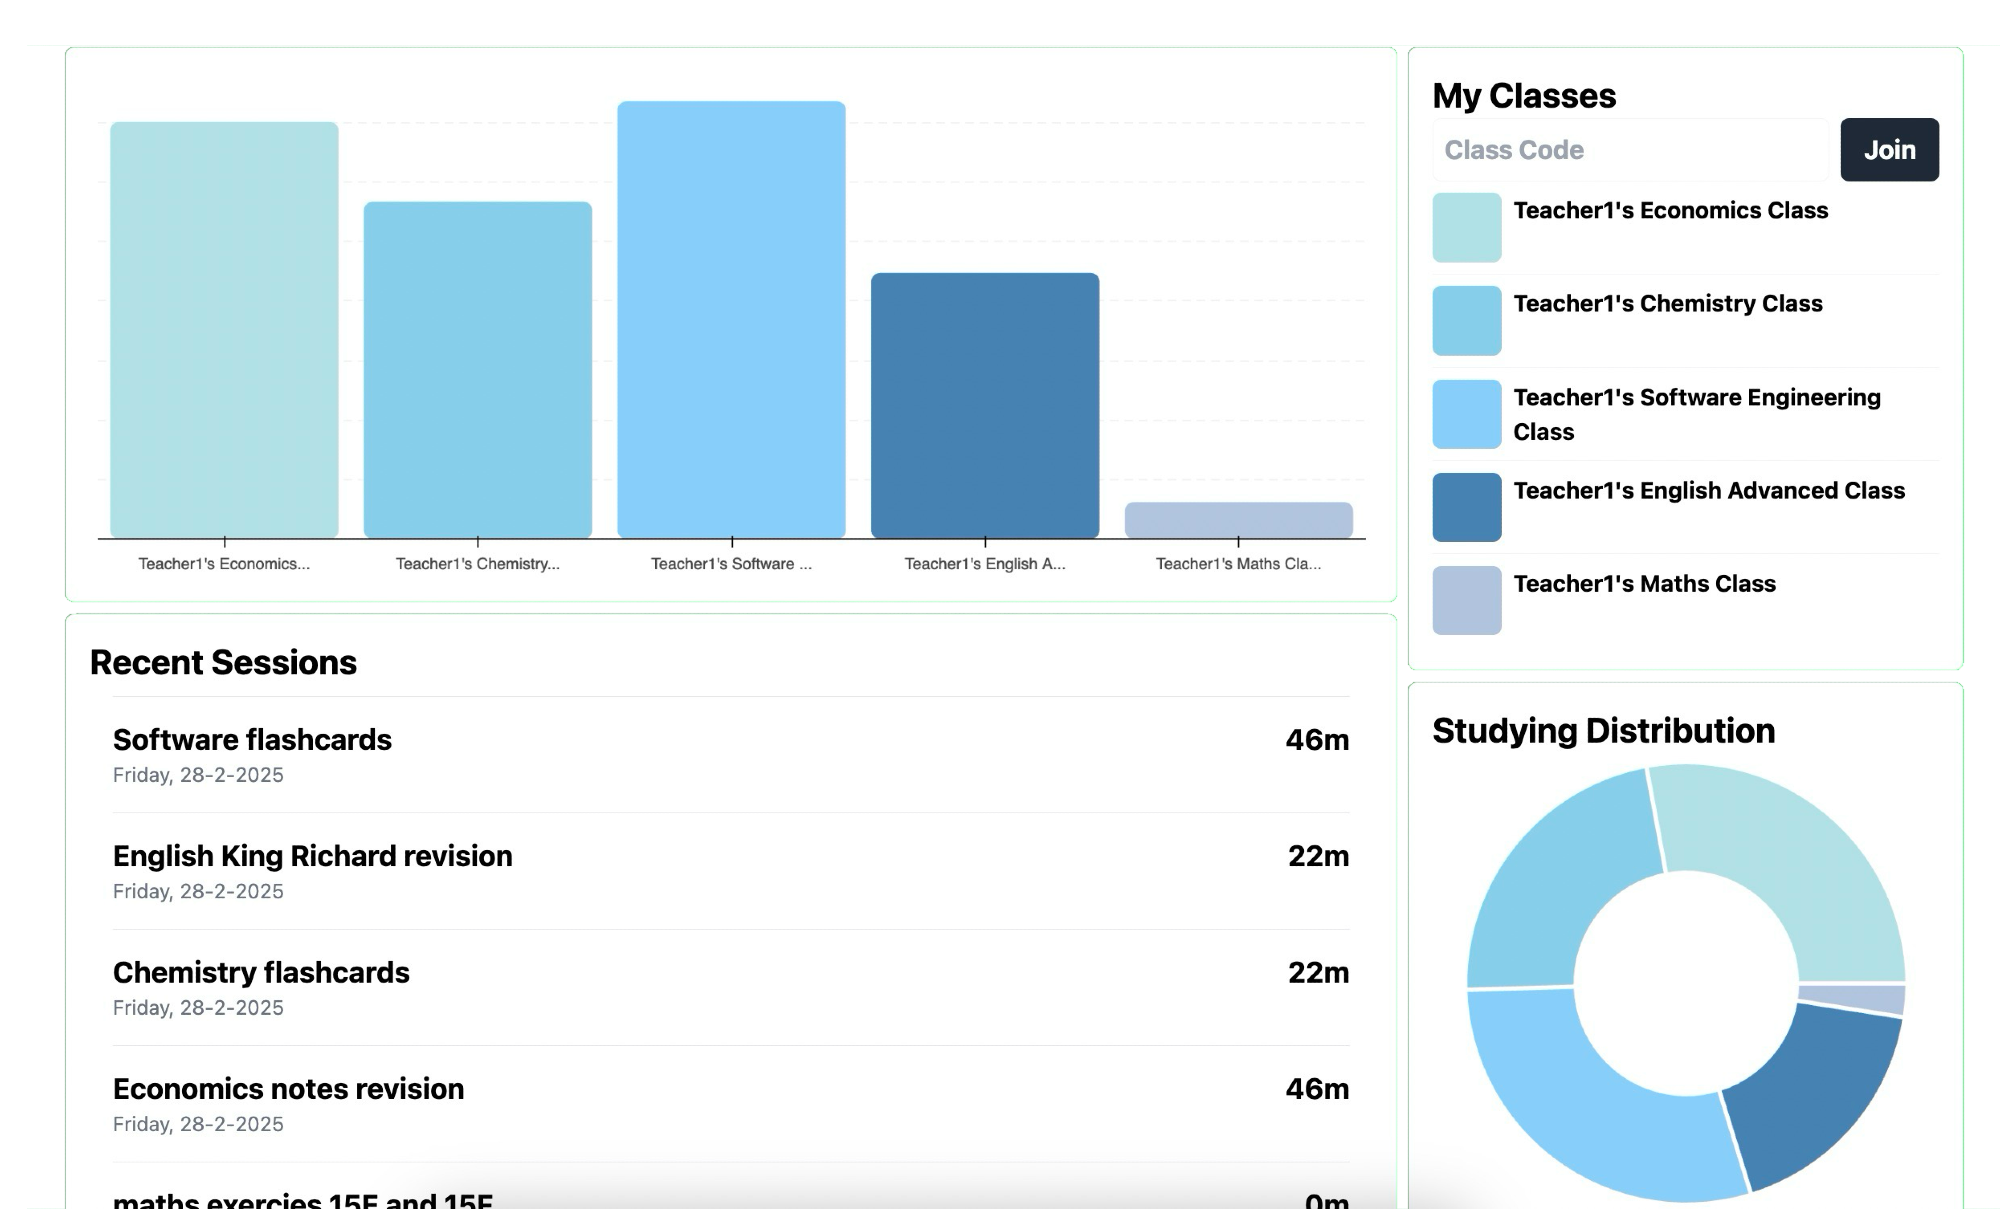 Teacher1's Economics...
Teacher1's Chemistry...
Teacher1's Software ...
Teacher1's English A...
Teacher1's Maths Cla...
My Classes
Class Code
Join
Teacher1's Economics Class
Teacher1's Chemistry Class
Teacher1's Software Engineering
Class
Teacher1's English Advanced Class
Teacher1's Maths Class
Recent Sessions
Software flashcards
46m
Friday, 28-2-2025
English King Richard revision
22m
Friday, 28-2-2025
Chemistry flashcards
22m
Friday, 28-2-2025
Economics notes revision
46m
Friday, 28-2-2025
maths exercies and
0m
Studying Distribution